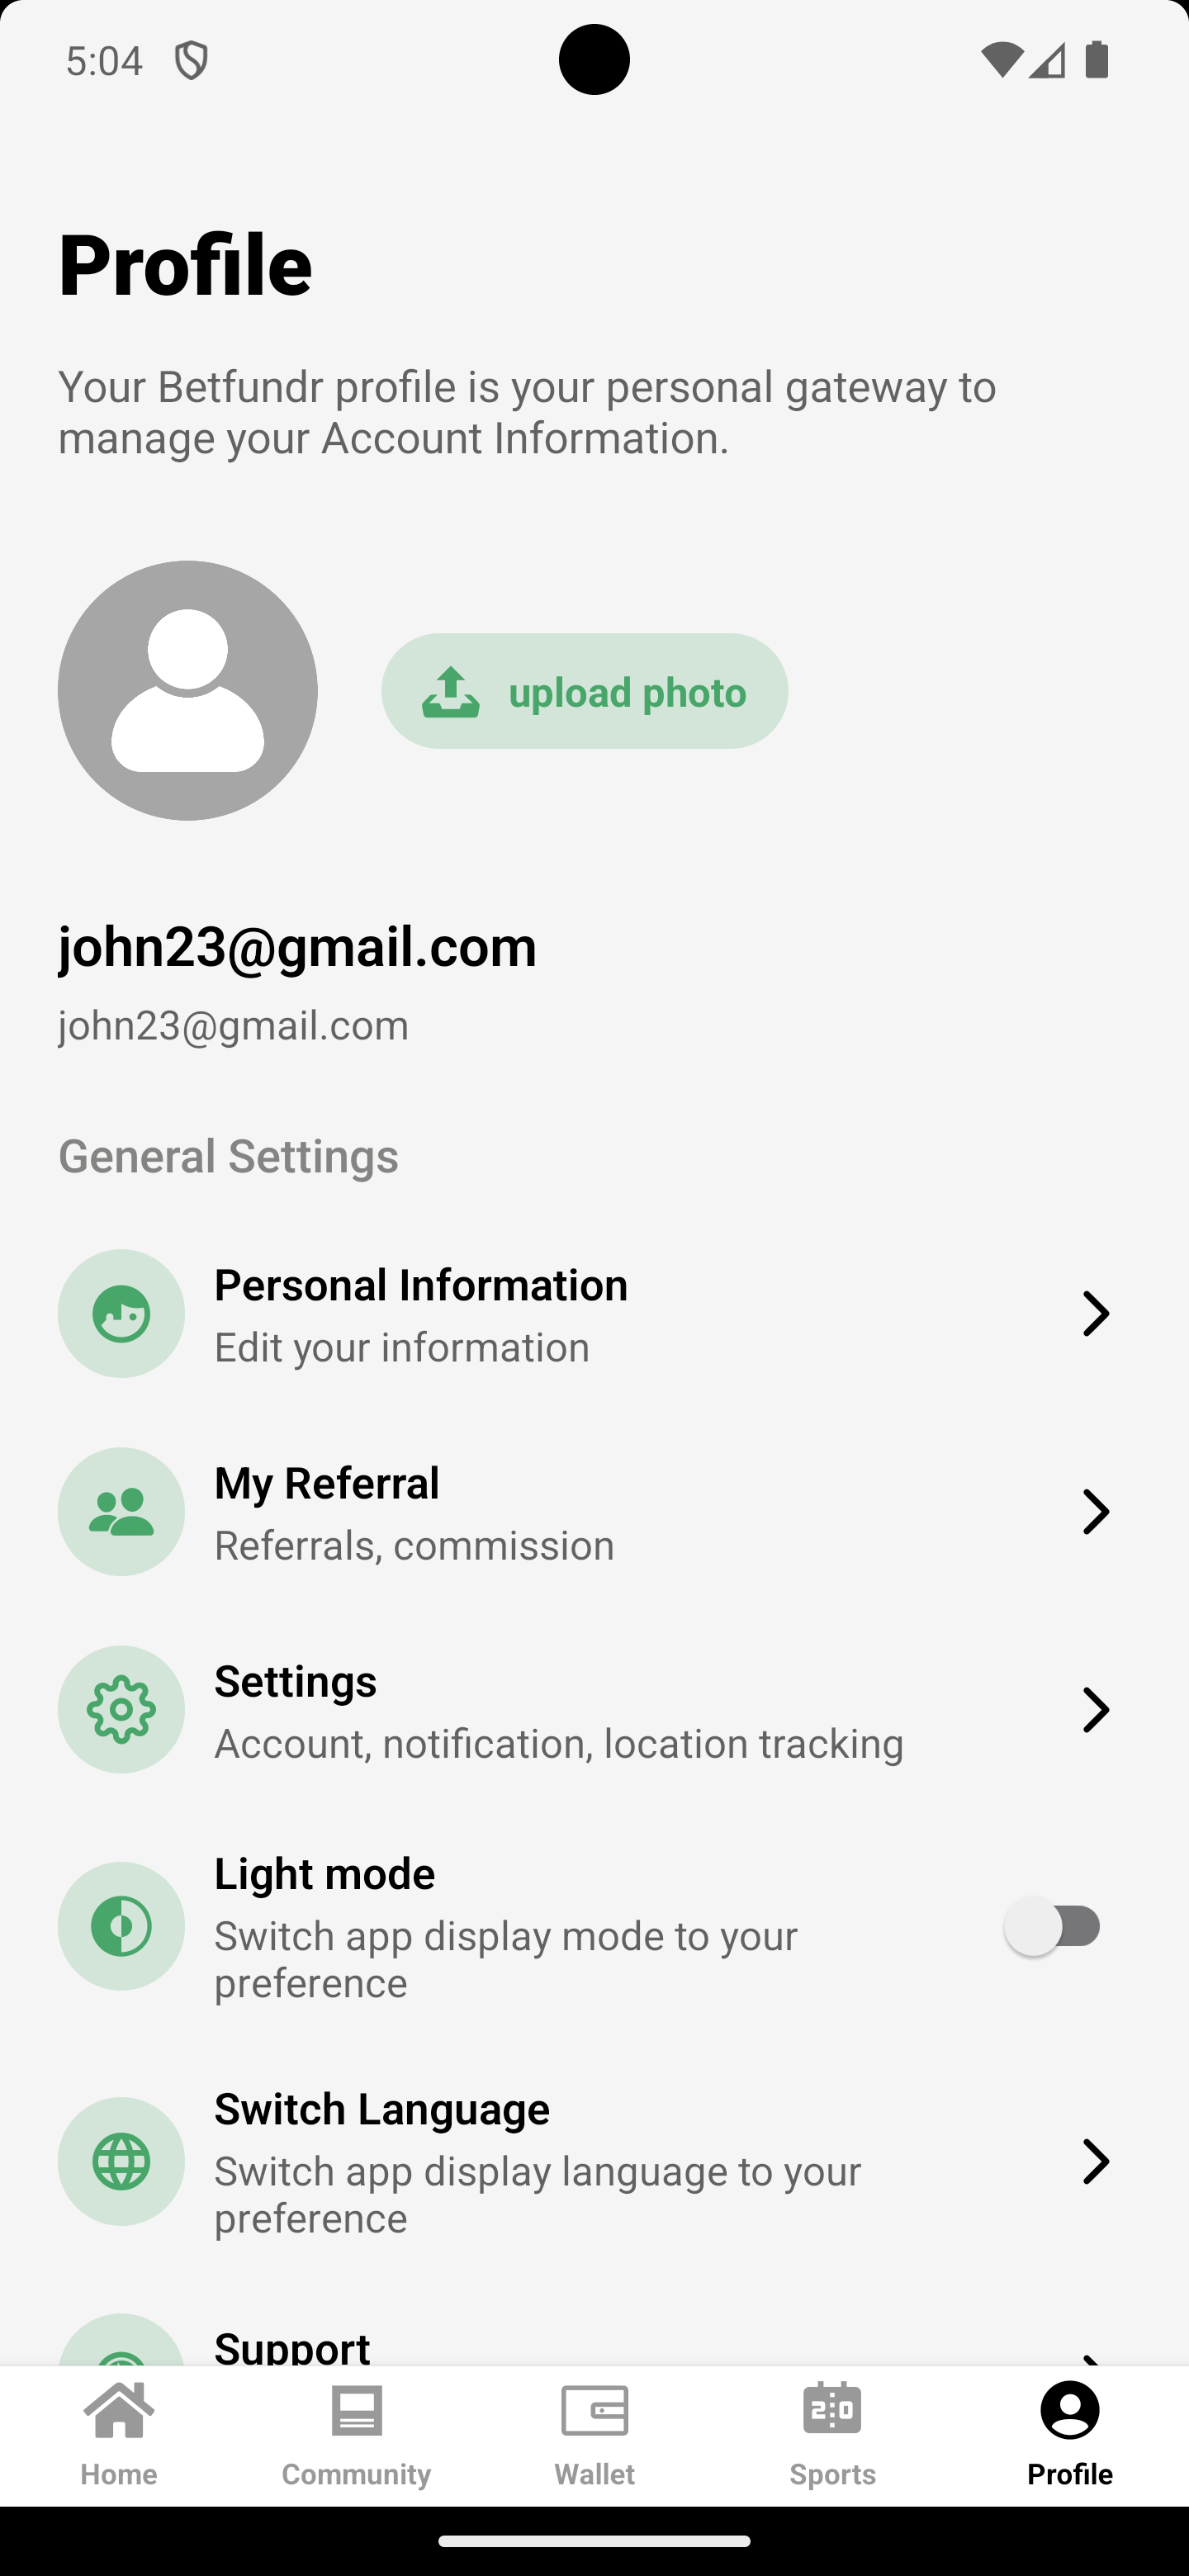 5:04
Profile
Your Betfundr profile is your personal gateway to
manage your Account Information.
upload photo
john23@gmail.com
john23@gmail.com
General Settings
Personal Information
Edit your information
My Referral
Referrals, commission
Settings
Account, notification, location tracking
Light mode
Switch app display mode to your
preference
Switch Language
Switch app display language to your
preference
Support
2:0
Home
Community
Wallet
Sports
Profile